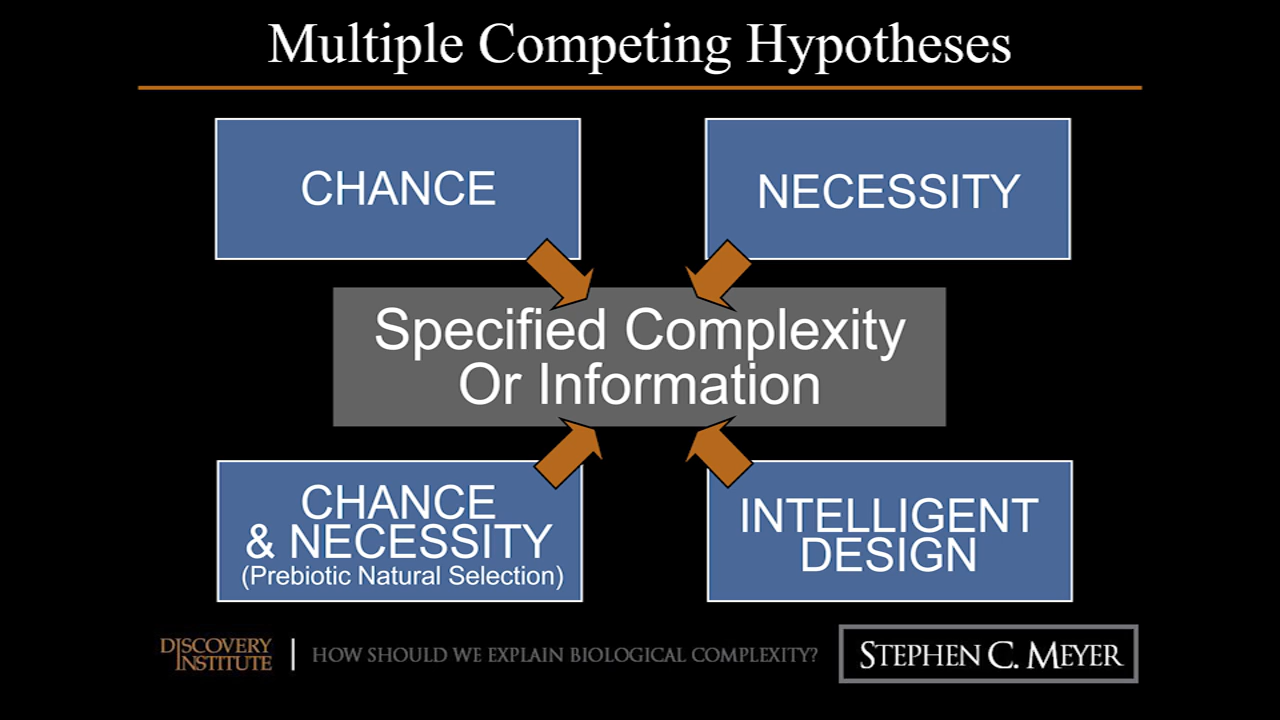 Multiple Competing Hypotheses
CHANCE
NECESSITY
Specified Complexity
Or Information
CHANCE
& NECESSITY
(Prebiotic Natural Selection)
INTELLIGENT
DESIGN
DISCOVERY
INSTITUTE
HOW SHOULD WE EXPLAIN BIOLOGICAL COMPLEXITY?
STEPHEN C. MEYER